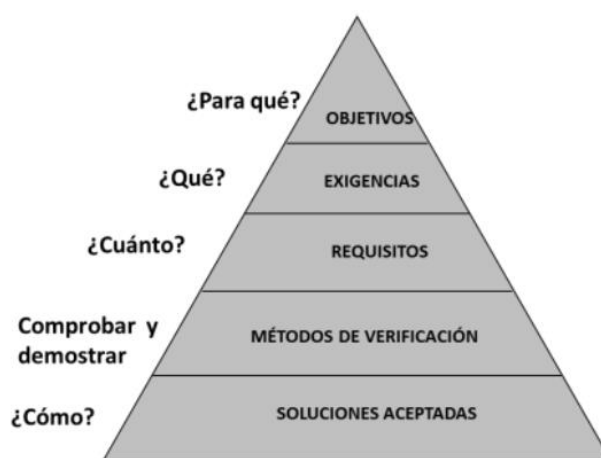 ¿Para qué?
OBJETIVOS
¿Qué?
EXIGENCIAS
¿Cuánto?
REQUISITOS
Comprobar y
demostrar
MÉTODOS DE VERIFICACIÓN
¿Cómo?
SOLUCIONES ACEPTADAS